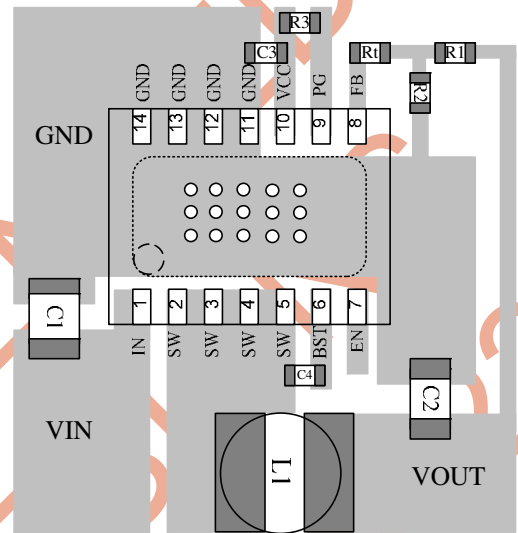 R3
C3
Rt
R1
R2
GND
GND
GND
GND
VCC
PG
FB
14
13
12
11
10
9
8
GND
1
2
3
4
5
6
7
IN
SW
SW
SW
SW
BST
EN
C1
C4
C2
VIN
L1
VOUT